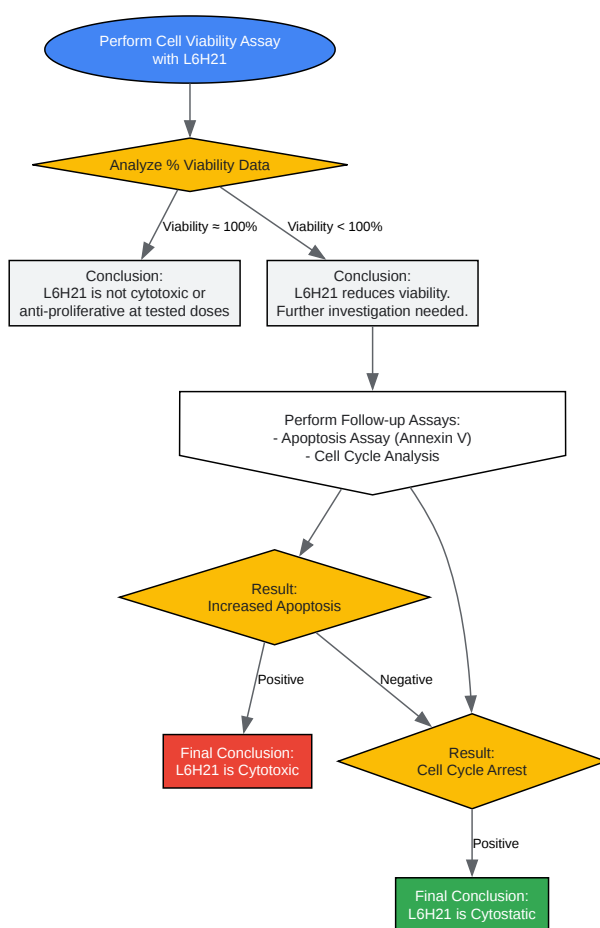 Perform Cell Viability Assay
with L6H21
Analyze % Viability Data
Viability ≈ 100%
Viability < 100%
Conclusion:
L6H21 is not cytotoxic or
anti-proliferative at tested doses
Conclusion:
L6H21 reduces viability.
Further investigation needed.
Perform Follow-up Assays:
- Apoptosis Assay (Annexin V)
- Cell Cycle Analysis
Result:
Increased Apoptosis
Positive
Negative
Final Conclusion:
L6H21 is Cytotoxic
Result:
Cell Cycle Arrest
Positive
Final Conclusion:
L6H21 is Cytostatic